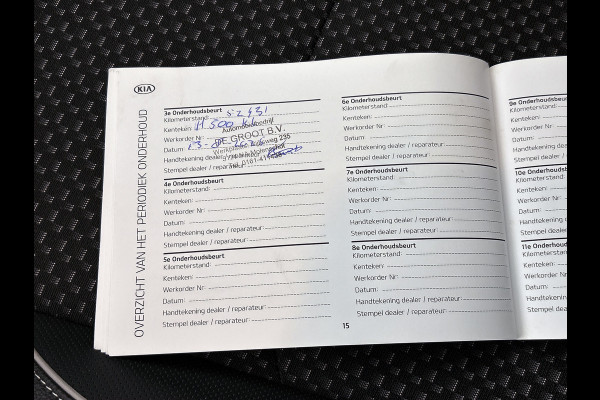 KIA
OVERZICHT VAN HET PERIODIEK ONDERHOUD
3e Onderhoudsbeurt
Kilometerstand: 52431
Kenteken: H 500
Werkorder Nr:
Datum
Handtekening dealer
Stempel dealer / reparateur:
Automobielbedrijf
DE GROOT B.V.
4e Onderhoudsbeurt
Kilometerstand:
Kenteken:
Werkorder Nr:
Datum:
Handtekening dealer / reparateur:
Stempel dealer / reparateur:
5e Onderhoudsbeurt
Kilometerstand:
Kenteken:
Werkorder Nr:
Datum:
Handtekening dealer / reparateur:
Stempel dealer / reparateur:
6e Onderhoudsbeurt
Kilometerstand:
Kenteken:
Werkorder Nr:
Datum:
Handtekening dealer / reparateur:
Stempel dealer / reparateur:
7e Onderhoudsbeurt
Kilometerstand:
Kenteken:
Werkorder Nr:
Datum:
Handtekening dealer / reparateur:
Stempel dealer / reparateur:
8e Onderhoudsbeurt
Kilometerstand:
Kenteken:
Werkorder Nr:
Datum:
Handtekening dealer / reparateur:
Stempel dealer / reparateur:
15
9e Onderhoudsbeurt
Kilometerstand:
Kenteken:
Werkorder Nr:
Datum:
Handtekening
Stempel dealer
10e Onderhoudsbeurt
Kilometerstand:
Kenteken:
Werkorder Nr:
Datum:
Handtekening
Stempel dealer
11e Onderhoudsbeurt
Kilometerstand:
Kenteken:
Werkorder Nr:
Datum:
Handtekening
Stempel dealer